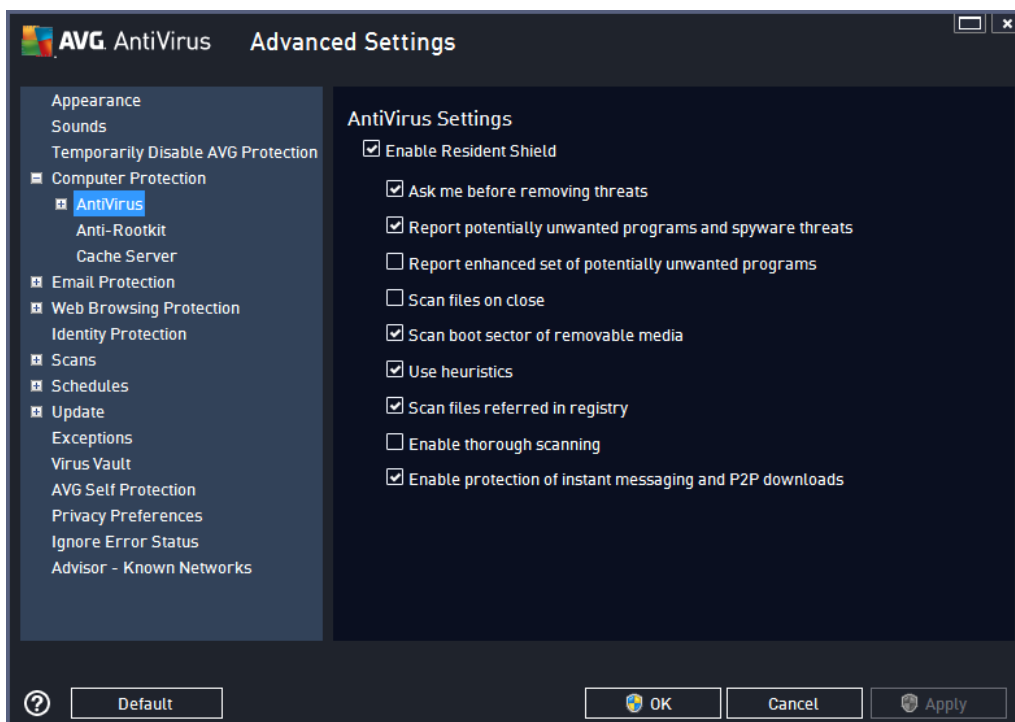 AVG. AntiVirus Advanced Settings
Appearance
Sounds
Temporarily Disable AVG Protection
Computer Protection
AntiVirus
Anti-Rootkit
Cache Server
Email Protection
Web Browsing Protection
Identity Protection
Scans
Schedules
Update
Exceptions
Virus Vault
AVG Self Protection
Privacy Preferences
Ignore Error Status
Advisor - Known Networks
AntiVirus Settings
Enable Resident Shield
Ask me before removing threats
Report potentially unwanted programs and spyware threats
Report enhanced set of potentially unwanted programs
Scan files on close
Scan boot sector of removable media
Use heuristics
Scan files referred in registry
Enable thorough scanning
Enable protection of instant messaging and P2P downloads
? Default OK Cancel Apply